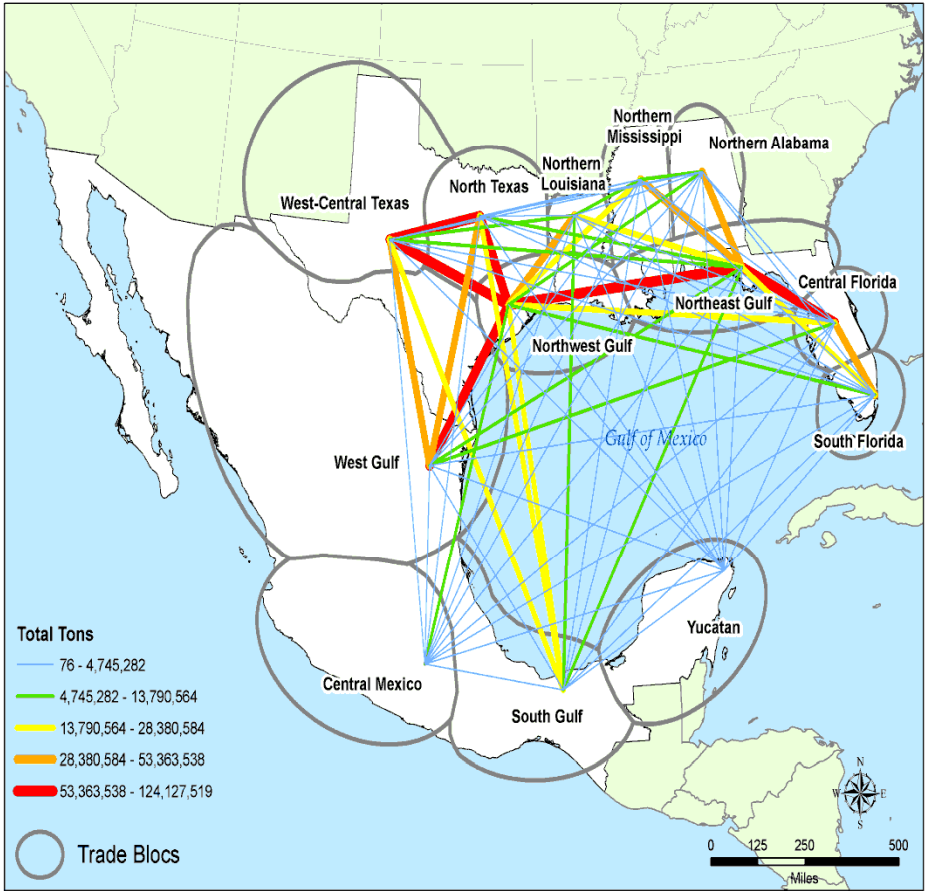 Northern
Mississippi
Northern Alabama
Northern
Louisiana
North Texas
West-Central Texas
Central Florida
Northeast Gulf
Northwest Gulf
Gulf of Mexico
South Florida
West Gulf
Yucatan
Central Mexico
South Gulf
Total Tons
76 - 4,745,282
4,745,282 - 13,790,564
13,790,564 - 28,380,584
28,380,584 - 53,363,538
53,363,538 - 124,127,519
Trade Blocs
N
W E
S
0 125 250 500
Miles